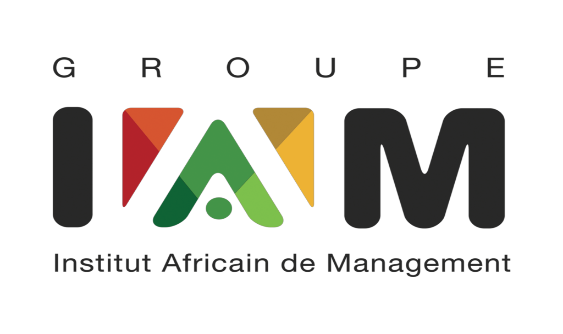 GROUPE
IAM
Institut Africain de Management